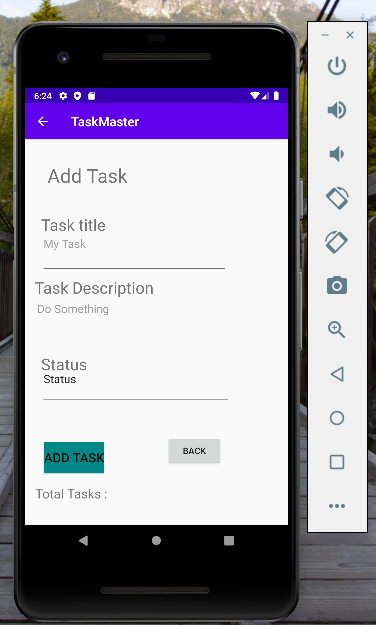 6:24
TaskMaster
Add Task
Task title
My Task
Task Description
Do Something
Status
Status
ADD TASK
BACK
Total Tasks :